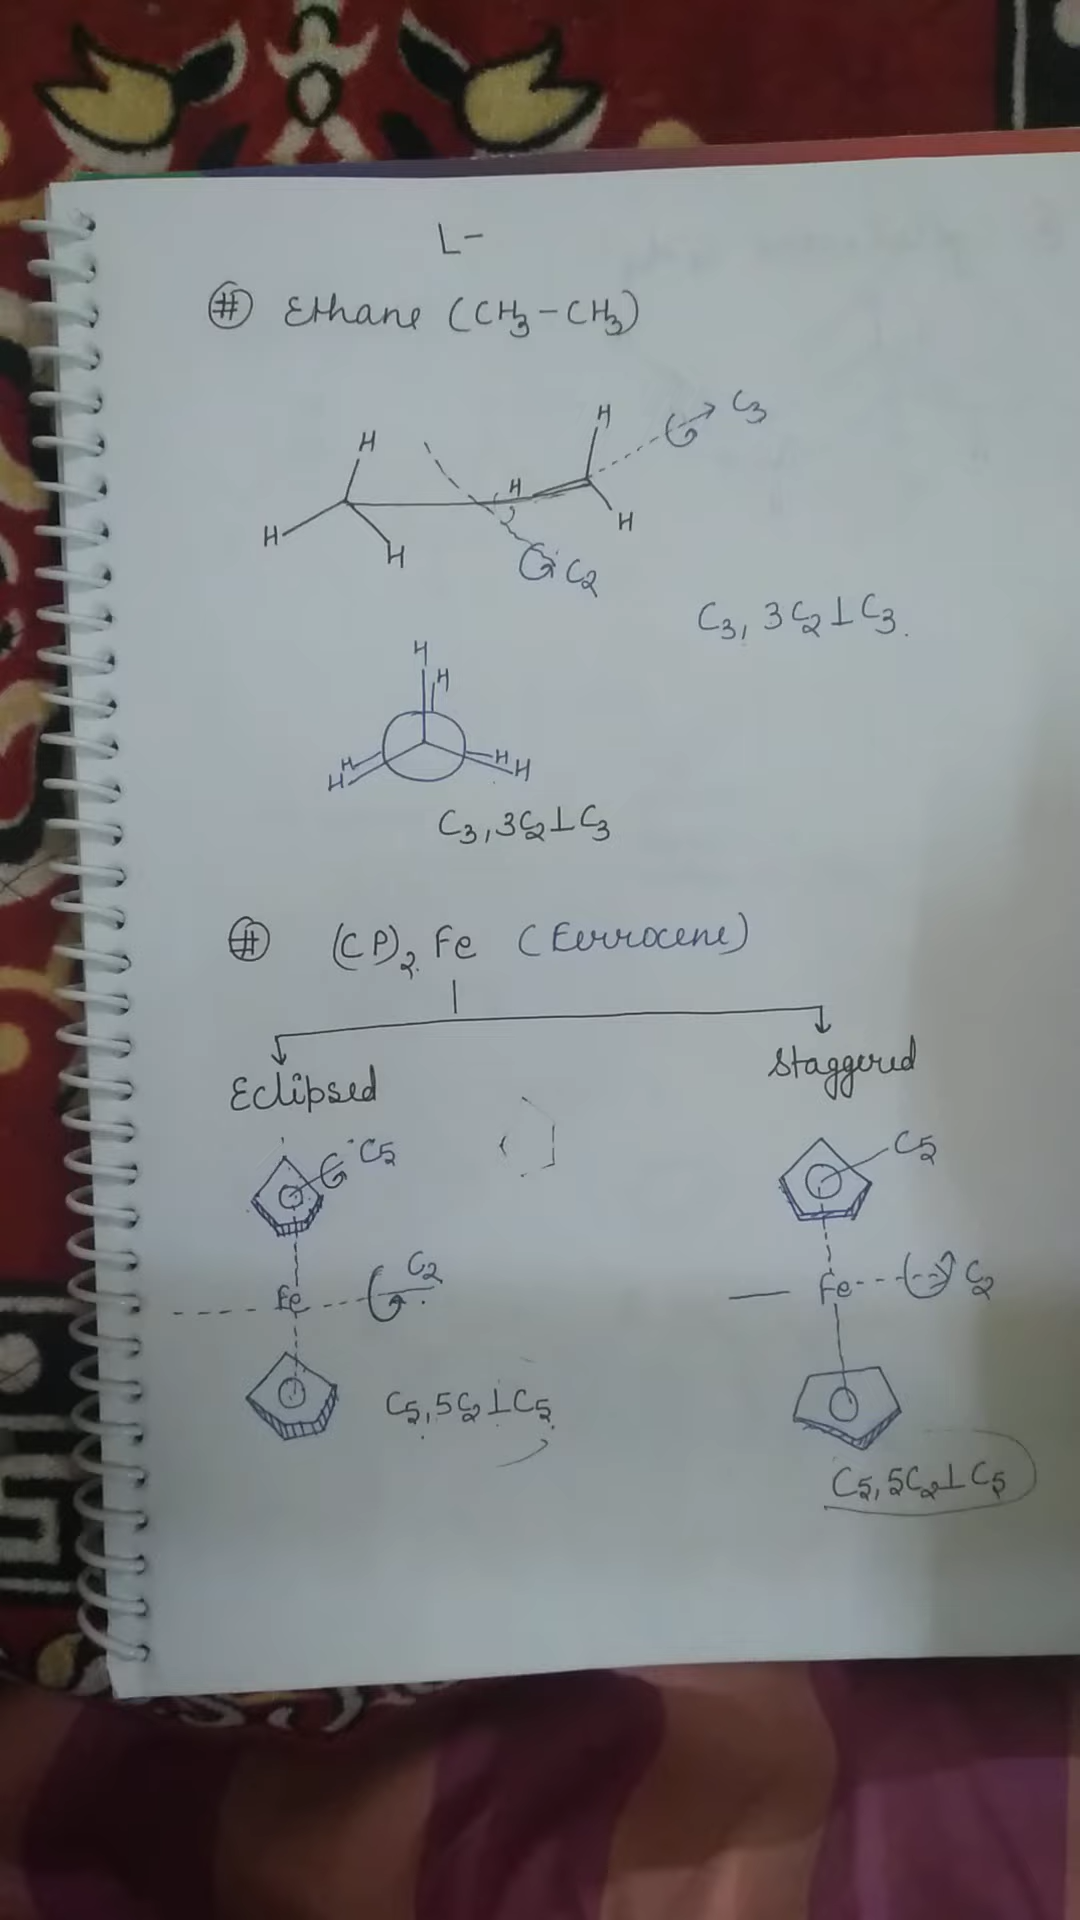 L-
# Ethane (CH3-CH3)
H
H
C3
H
H
H
H
C2
C3, 3C2⊥C3.
H
H
H
H
H
H
C3, 3C2⊥C3
# (CP)2 Fe (Ferrocene)
Eclipsed
Staggered
C5
C5
C2
Fe
Fe
C2
C5, 5C2⊥C5
C5, 5C2⊥C5